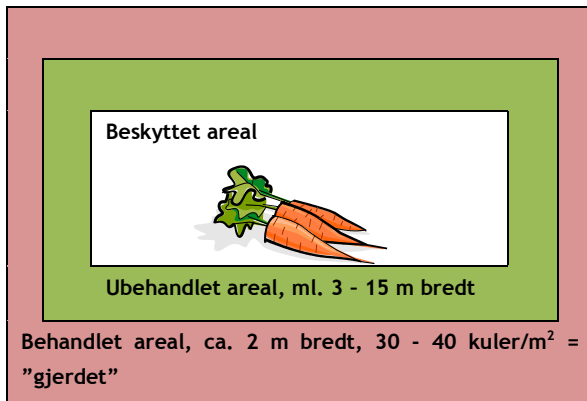 Beskyttet areal
Ubehandlet areal, ml. 3 - 15 m bredt
Behandlet areal, ca. 2 m bredt, 30 - 40 kuler/m² =
”gjerdet”